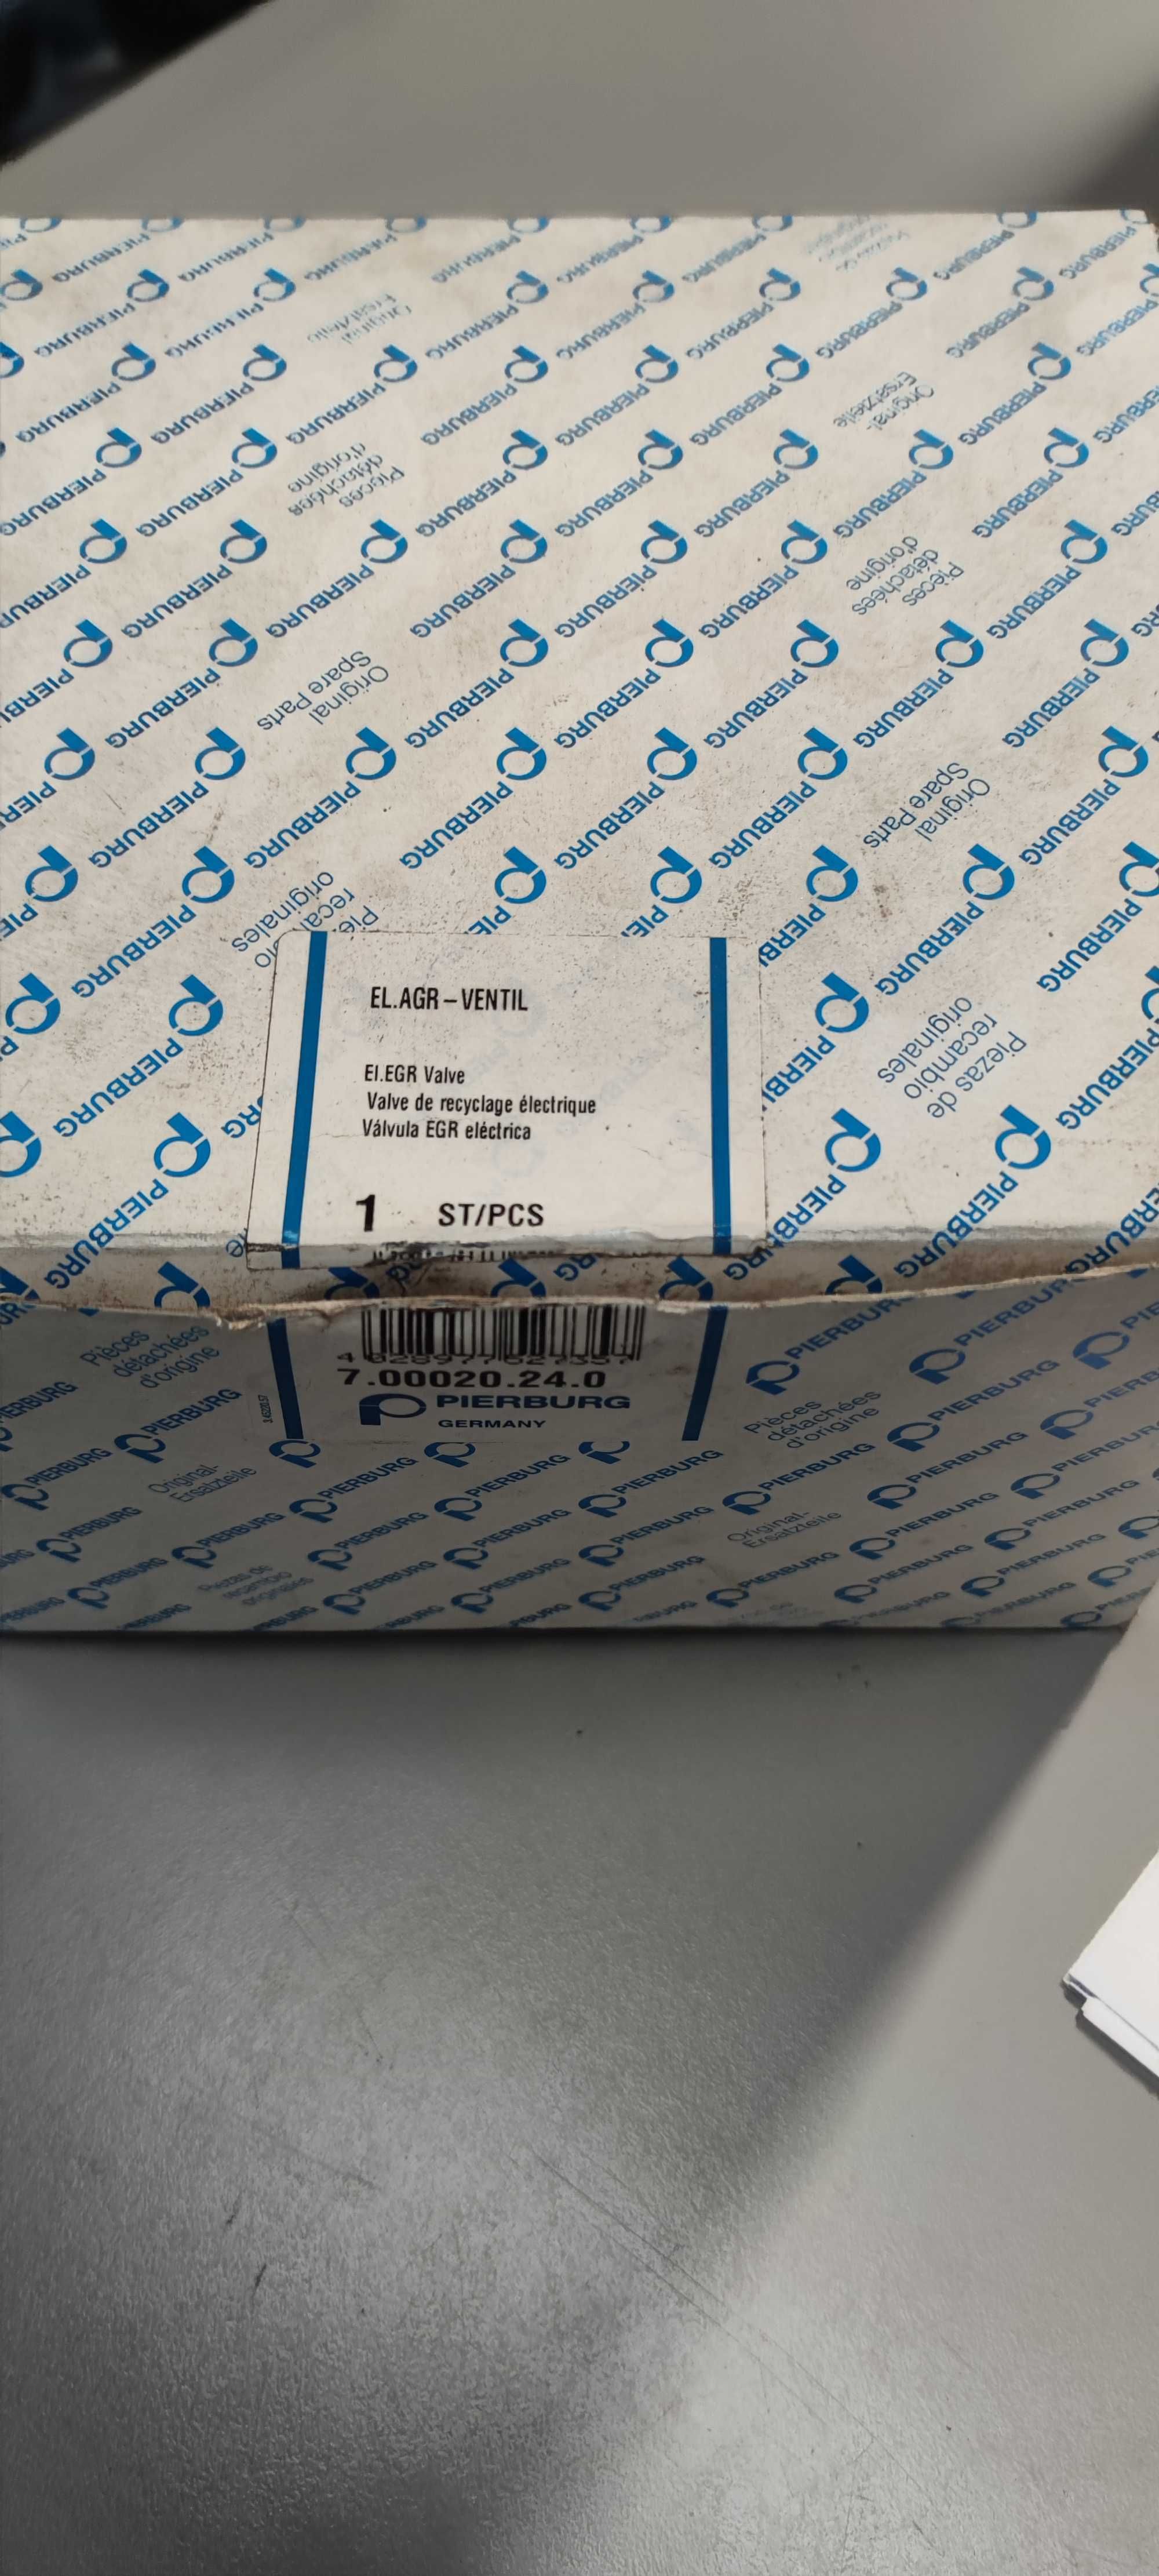 EL.AGR-VENTIL
El.EGR Valve
Valve de recyclage électrique
Válvula EGR eléctrica
1 ST/PCS
7.00020.24.0
PIERBURG
GERMANY
PIERBURG
Original
Spare Parts
Pièces
détachées
d'origine
Original-
Ersatzteile
Piezas de
recambio
originales